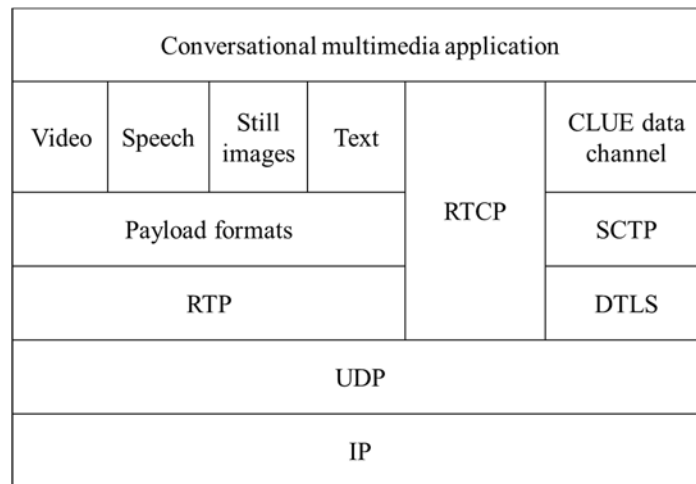 Conversational multimedia application
Video
Speech
Still
images
Text
RTCP
CLUE data
channel
Payload formats
SCTP
RTP
DTLS
UDP
IP